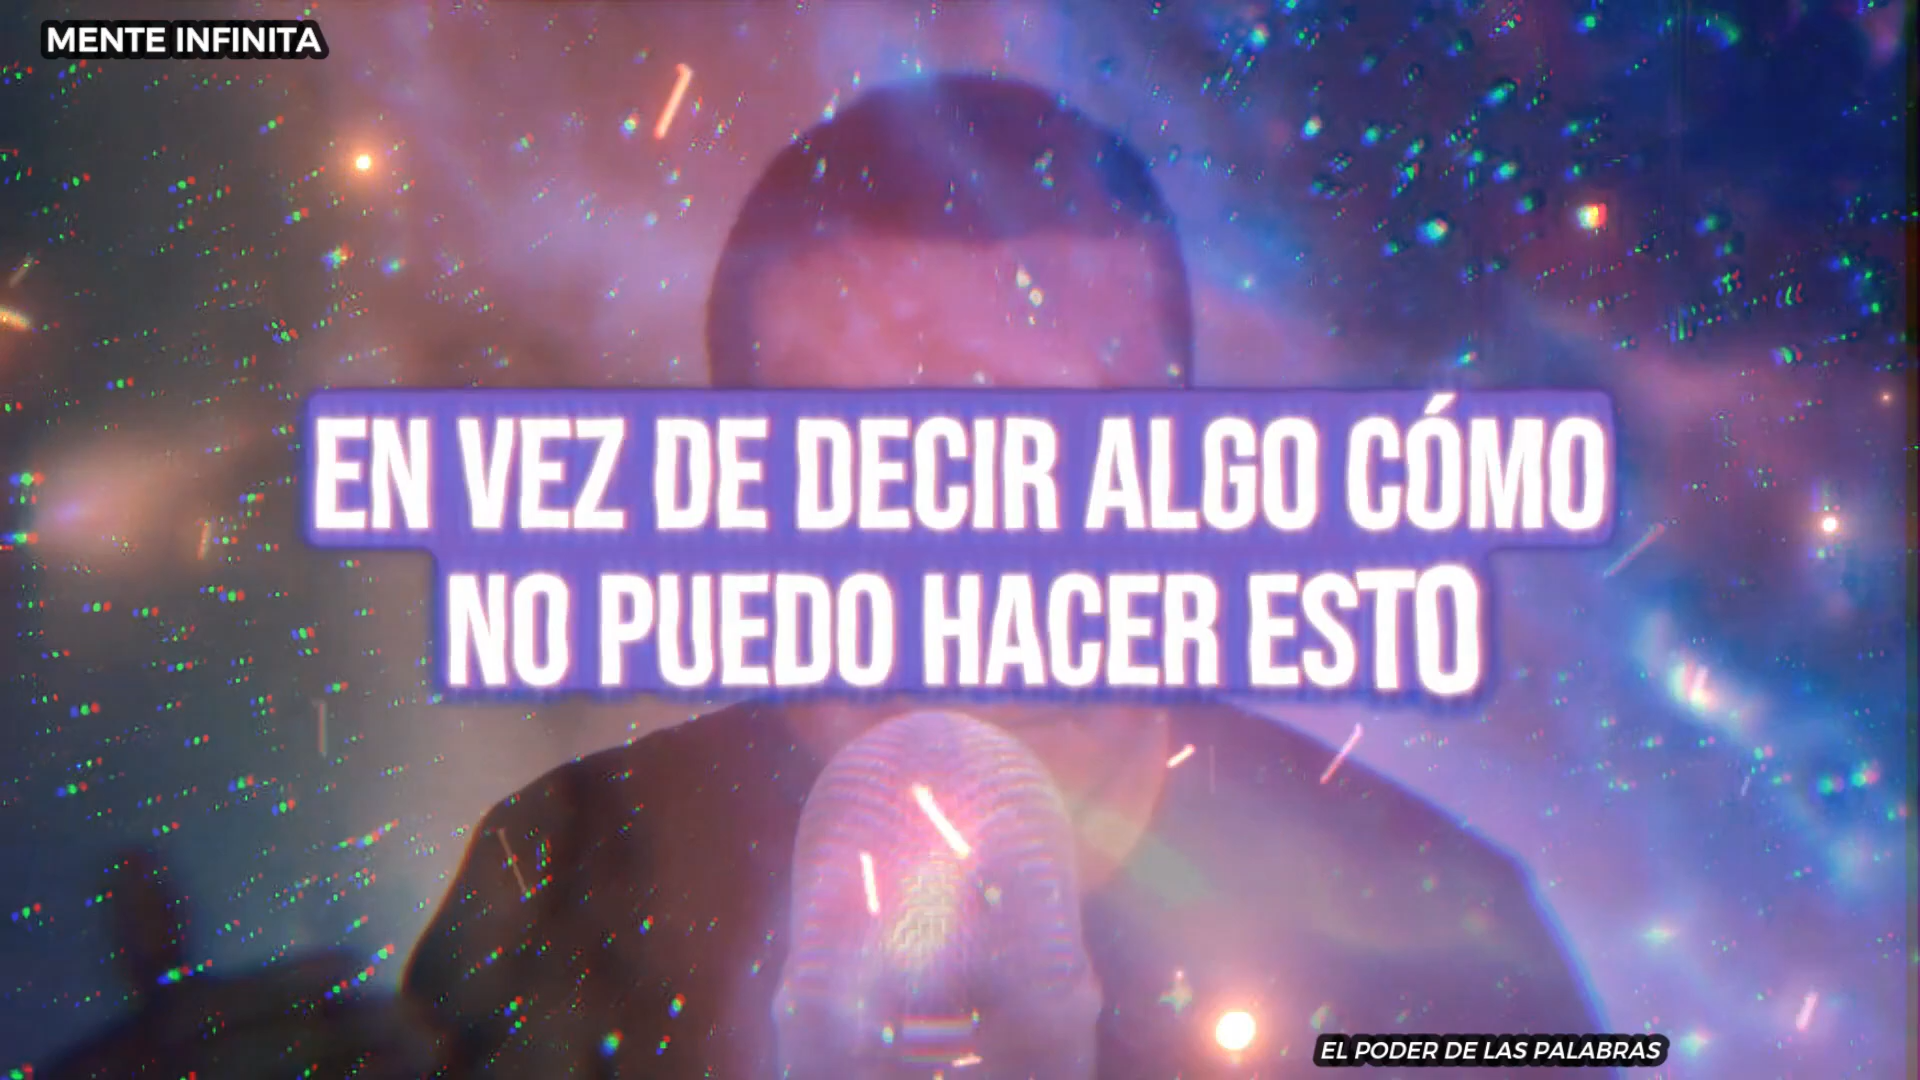 MENTE INFINITA
EN VEZ DE DECIR ALGO CÓMO
NO PUEDO HACER ESTO
EL PODER DE LAS PALABRAS